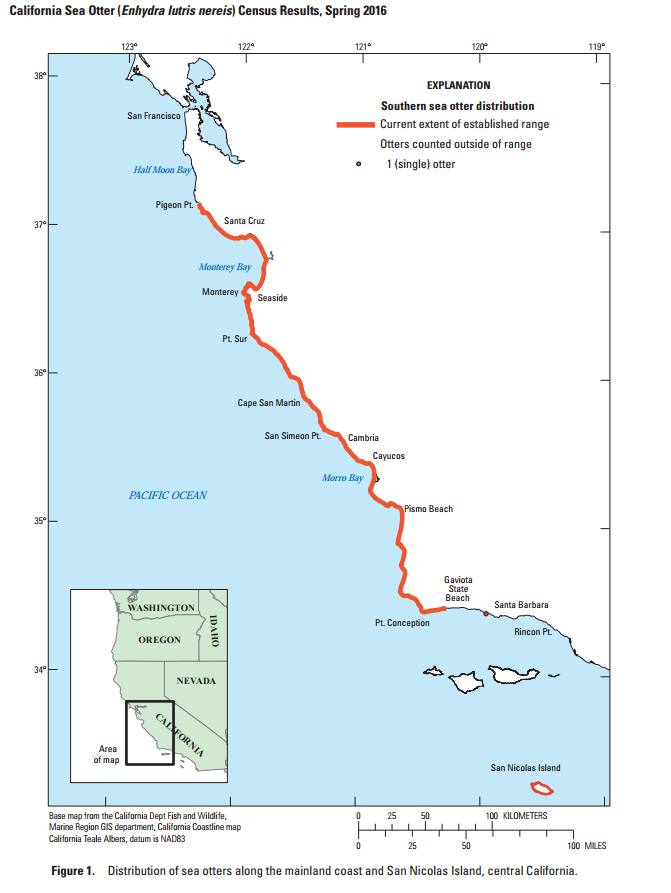 California Sea Otter (Enhydra lutris nereis) Census Results, Spring 2016
123°
122°
121°
120°
119°
38°
37°
36°
35°
34°
EXPLANATION
Southern sea otter distribution
Current extent of established range
Otters counted outside of range
1 (single) otter
San Francisco
Half Moon Bay
Pigeon Pt.
Santa Cruz
Monterey Bay
Monterey
Seaside
Pt. Sur
Cape San Martin
San Simeon Pt.
Cambria
Cayucos
Morro Bay
PACIFIC OCEAN
Pismo Beach
Gaviota
State
Beach
Santa Barbara
Pt. Conception
Rincon Pt.
San Nicolas Island
WASHINGTON
OREGON
IDAHO
NEVADA
CALIFORNIA
Area
of map
Base map from the California Dept Fish and Wildlife,
Marine Region GIS department, California Coastline map
California Teale Albers, datum is NAD83
0 25 50 100 KILOMETERS
0 25 50 100 MILES
Figure 1. Distribution of sea otters along the mainland coast and San Nicolas Island, central California.